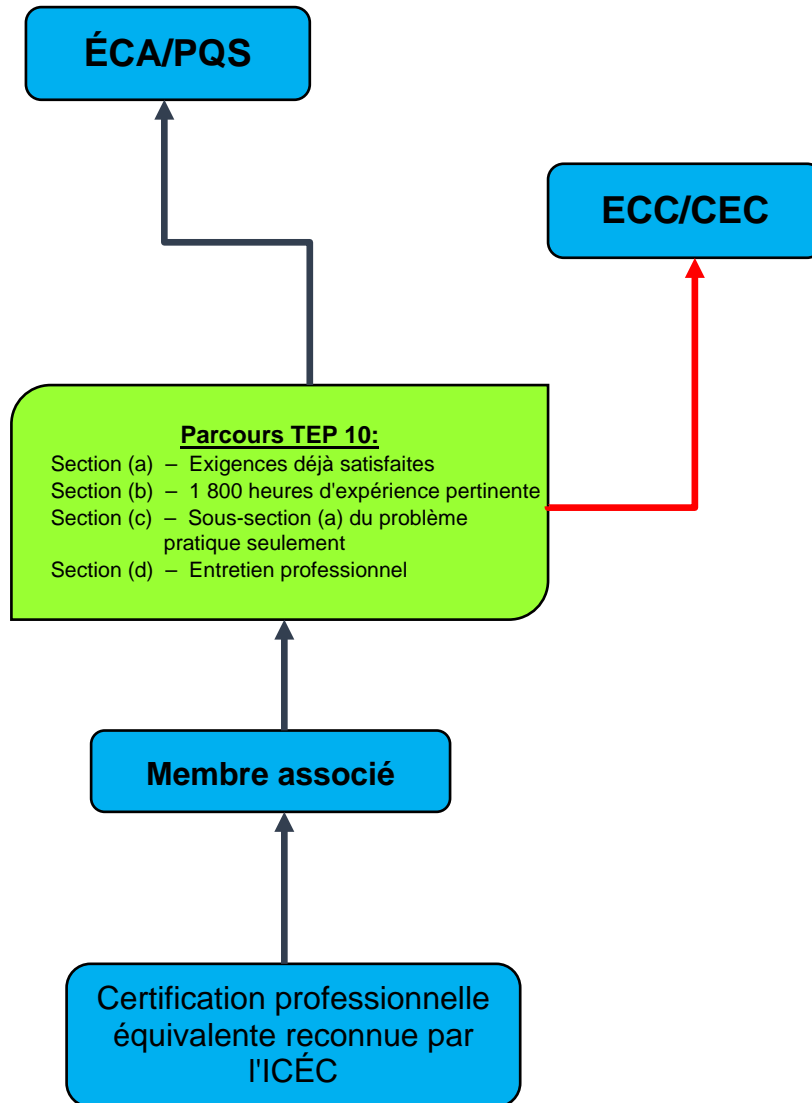 ÉCA/PQS
ECC/CEC
Parcours TEP 10:
Section (a) – Exigences déjà satisfaites
Section (b) – 1 800 heures d'expérience pertinente
Section (c) – Sous-section (a) du problème
pratique seulement
Section (d) – Entretien professionnel
Membre associé
Certification professionnelle
équivalente reconnue par
l'ICÉC